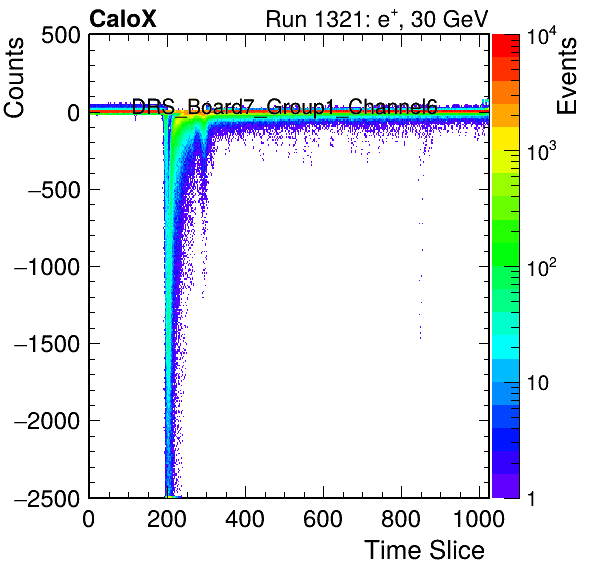 CaloX Run 1321: e+, 30 GeV
DRS_Board7_Group1_Channel6
Counts
500
0
−500
−1000
−1500
−2000
−2500
0 200 400 600 800 1000
Time Slice
Events
10^4
10^3
10^2
10
1